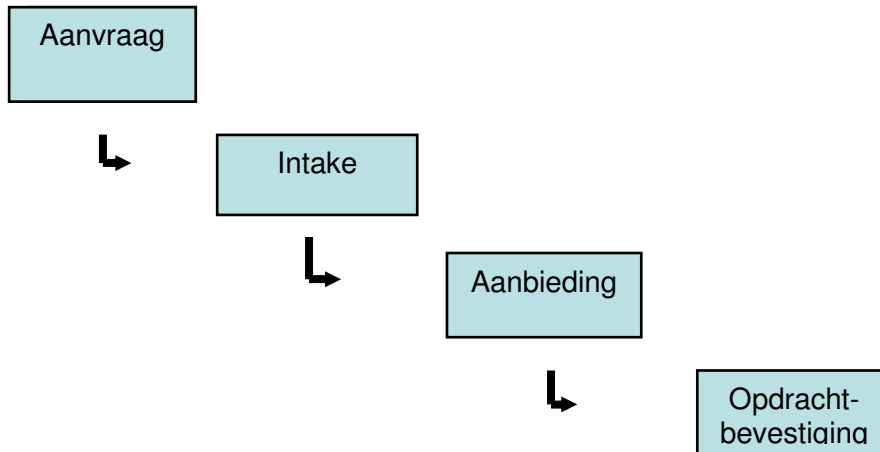 Aanvraag
Intake
Aanbieding
Opdracht-
bevestiging